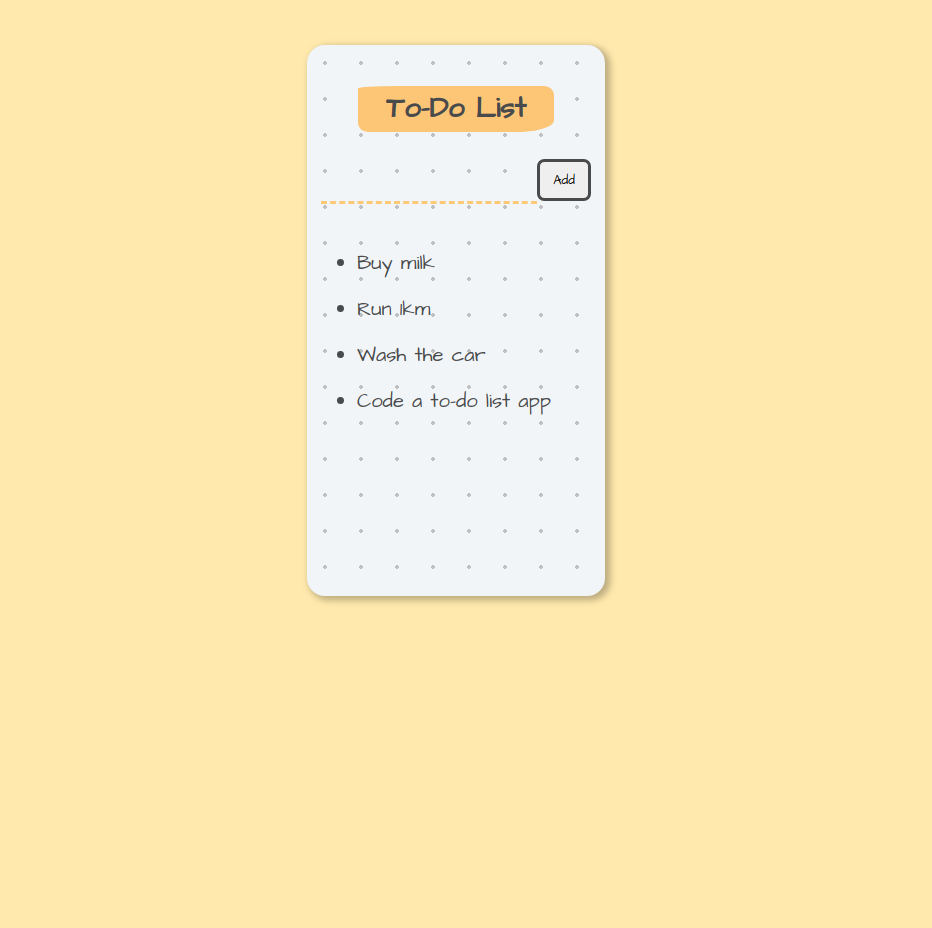 To-Do List
Add
Buy milk
Run 1km
Wash the car
Code a to-do list app